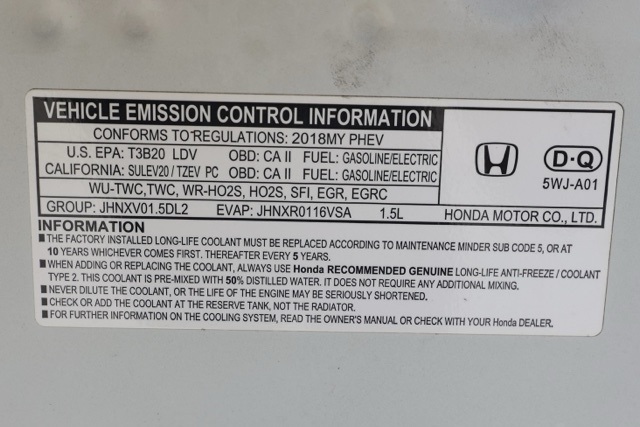 VEHICLE EMISSION CONTROL INFORMATION
CONFORMS TO REGULATIONS: 2018MY PHEV
U.S. EPA: T3B20 LDV OBD: CA II FUEL: GASOLINE/ELECTRIC
CALIFORNIA: SULEV20 / TZEV PC OBD: CA II FUEL: GASOLINE/ELECTRIC
WU-TWC,TWC, WR-HO2S, HO2S, SFI, EGR, EGRC
GROUP: JHNXV01.5DL2 EVAP: JHNXR0116VSA 1.5L
D-Q
5WJ-A01
HONDA MOTOR CO., LTD.
INFORMATION
■ THE FACTORY INSTALLED LONG-LIFE COOLANT MUST BE REPLACED ACCORDING TO MAINTENANCE MINDER SUB CODE 5, OR AT
10 YEARS WHICHEVER COMES FIRST. THEREAFTER EVERY 5 YEARS.
■ WHEN ADDING OR REPLACING THE COOLANT, ALWAYS USE Honda RECOMMENDED GENUINE LONG-LIFE ANTI-FREEZE / COOLANT
TYPE 2. THIS COOLANT IS PRE-MIXED WITH 50% DISTILLED WATER. IT DOES NOT REQUIRE ANY ADDITIONAL MIXING.
■ NEVER DILUTE THE COOLANT, OR THE LIFE OF THE ENGINE MAY BE SERIOUSLY SHORTENED.
■ CHECK OR ADD THE COOLANT AT THE RESERVE TANK, NOT THE RADIATOR.
■ FOR FURTHER INFORMATION ON THE COOLING SYSTEM, READ THE OWNER'S MANUAL OR CHECK WITH YOUR Honda DEALER.